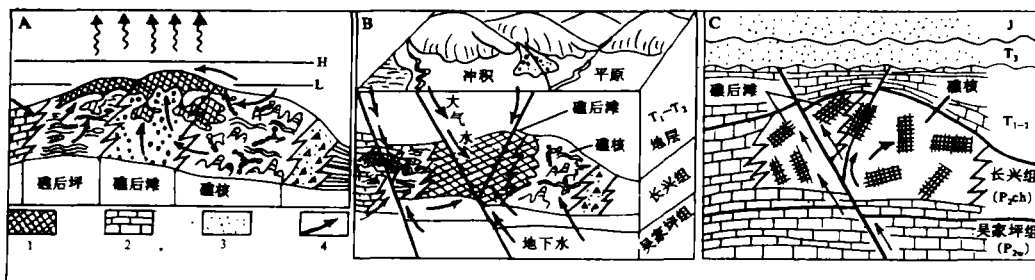 A
H
L
礁后坪
礁后滩
礁核
1
2
3
4
B
冲积
平原
大气水
礁后滩
礁核
地下水
T₁-T₂
地层
长兴组
吴家坪组
C
J
T₃
礁后滩
礁核
T₁₋₂
长兴组
(P₂ch)
吴家坪组
(P₂w)